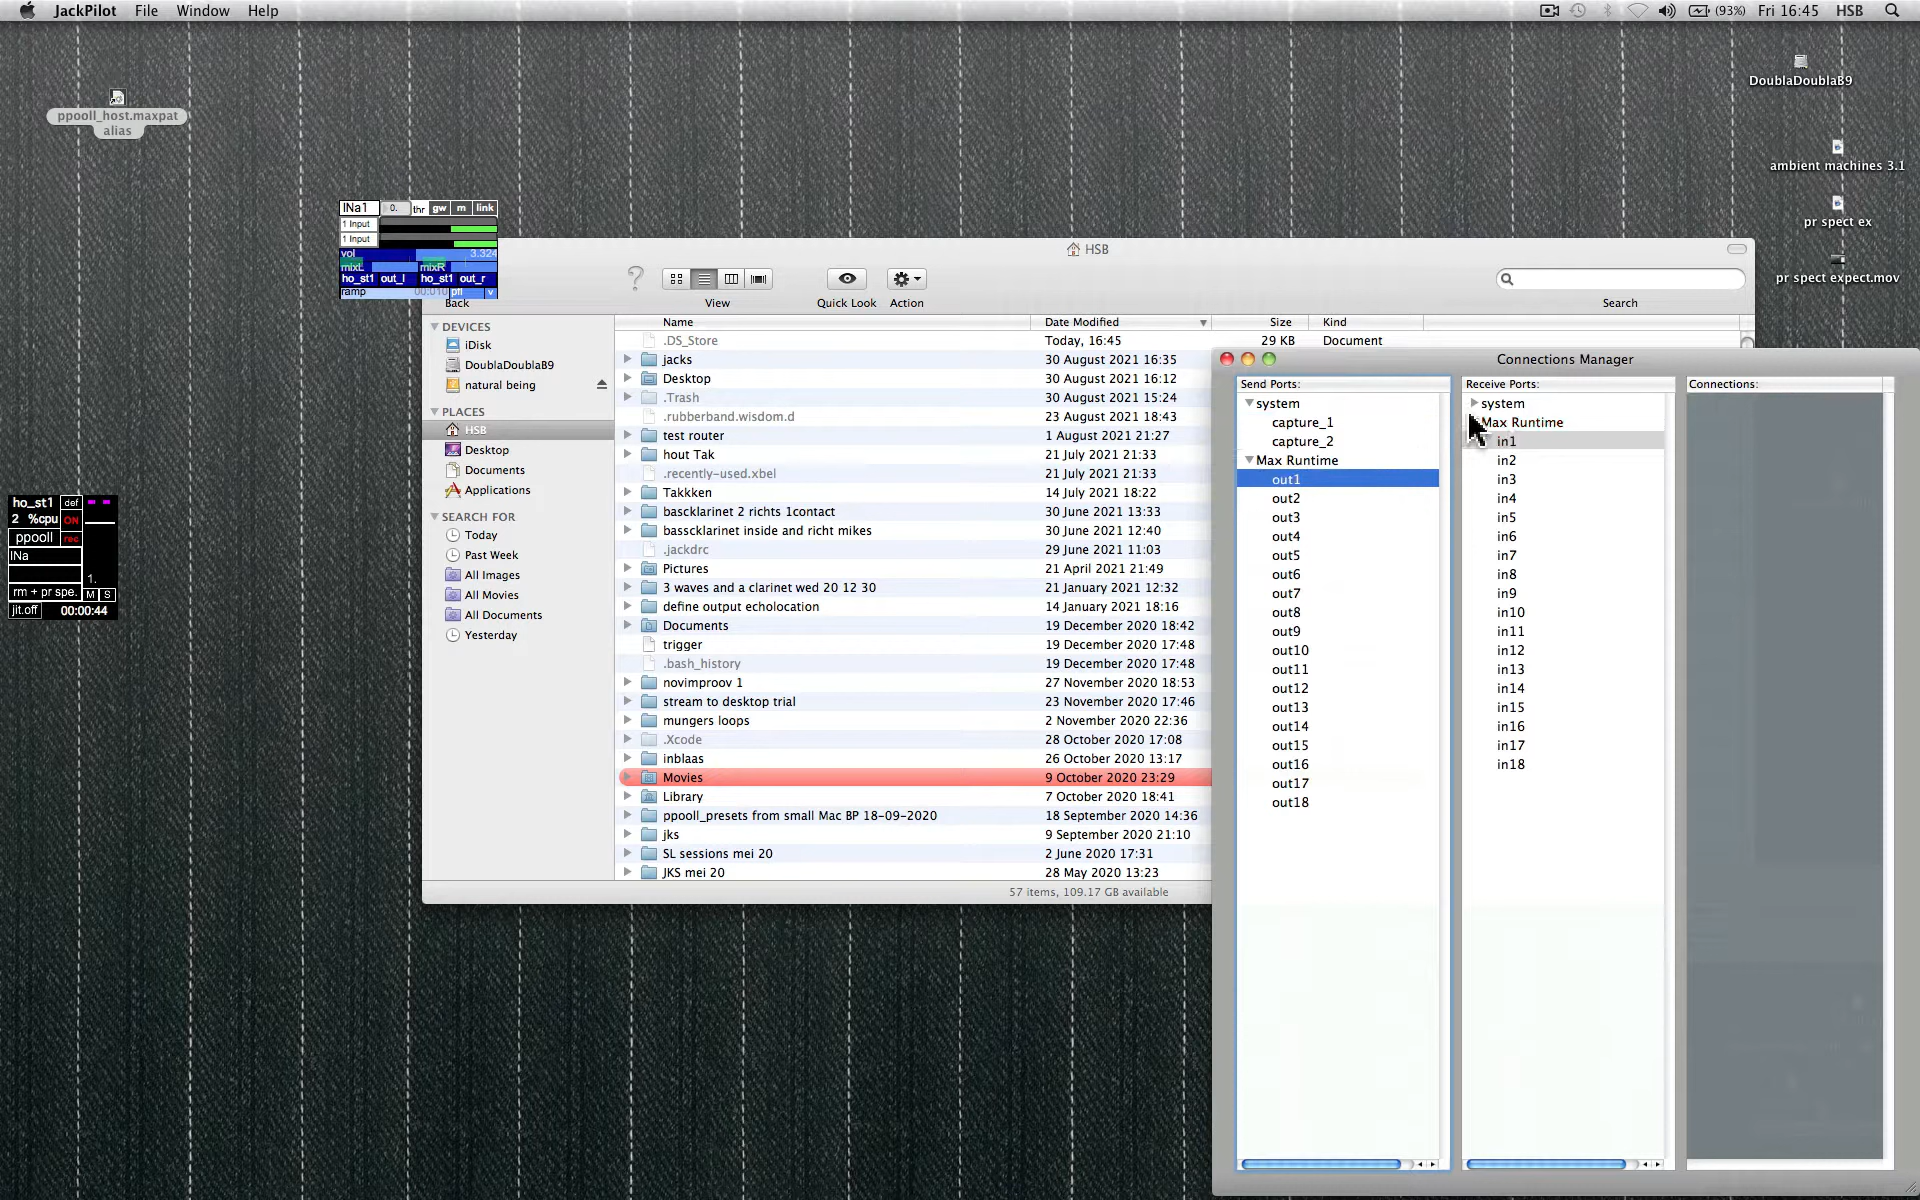 JackPilot File Window Help
(93%) Fri 16:45 HSB
DoublaDoublaB9
ppooll_host.maxpat
alias
ambient machines 3.1
pr spect ex
pr spect expect.mov
INa1 0. thr gw m link
1 Input
1 Input
vol 3.324
mixL mixR
ho_st1 out_l ho_st1 out_r
ramp 00:010 pff v
ho_st1 def
2 %cpu ON
ppooll rec
INa
1.
rm + pr spe. M S
jit.off 00:00:44
HSB
Back View Quick Look Action Search
DEVICES
iDisk
DoublaDoublaB9
natural being
PLACES
HSB
Desktop
Documents
Applications
SEARCH FOR
Today
Past Week
All Images
All Movies
All Documents
Yesterday
Name Date Modified Size Kind
.DS_Store Today, 16:45 29 KB Document
jacks 30 August 2021 16:35
Desktop 30 August 2021 16:12
.Trash 30 August 2021 15:24
.rubberband.wisdom.d 23 August 2021 18:43
test router 1 August 2021 21:27
hout Tak 21 July 2021 21:33
.recently-used.xbel 21 July 2021 21:33
Takkken 14 July 2021 18:22
bascklarinet 2 richts 1contact 30 June 2021 13:33
basscklarinet inside and richt mikes 30 June 2021 12:40
.jackdrc 29 June 2021 11:03
Pictures 21 April 2021 21:49
3 waves and a clarinet wed 20 12 30 21 January 2021 12:32
define output echolocation 14 January 2021 18:16
Documents 19 December 2020 18:42
trigger 19 December 2020 17:48
.bash_history 19 December 2020 17:48
novimproov 1 27 November 2020 18:53
stream to desktop trial 23 November 2020 17:46
mungers loops 2 November 2020 22:36
.Xcode 28 October 2020 17:08
inblaas 26 October 2020 13:17
Movies 9 October 2020 23:29
Library 7 October 2020 18:41
ppooll_presets from small Mac BP 18-09-2020 18 September 2020 14:36
jks 9 September 2020 21:10
SL sessions mei 20 2 June 2020 17:31
JKS mei 20 28 May 2020 13:23
57 items, 109.17 GB available
Connections Manager
Send Ports:
system
capture_1
capture_2
Max Runtime
out1
out2
out3
out4
out5
out6
out7
out8
out9
out10
out11
out12
out13
out14
out15
out16
out17
out18
Receive Ports:
system
Max Runtime
in1
in2
in3
in4
in5
in6
in7
in8
in9
in10
in11
in12
in13
in14
in15
in16
in17
in18
Connections: